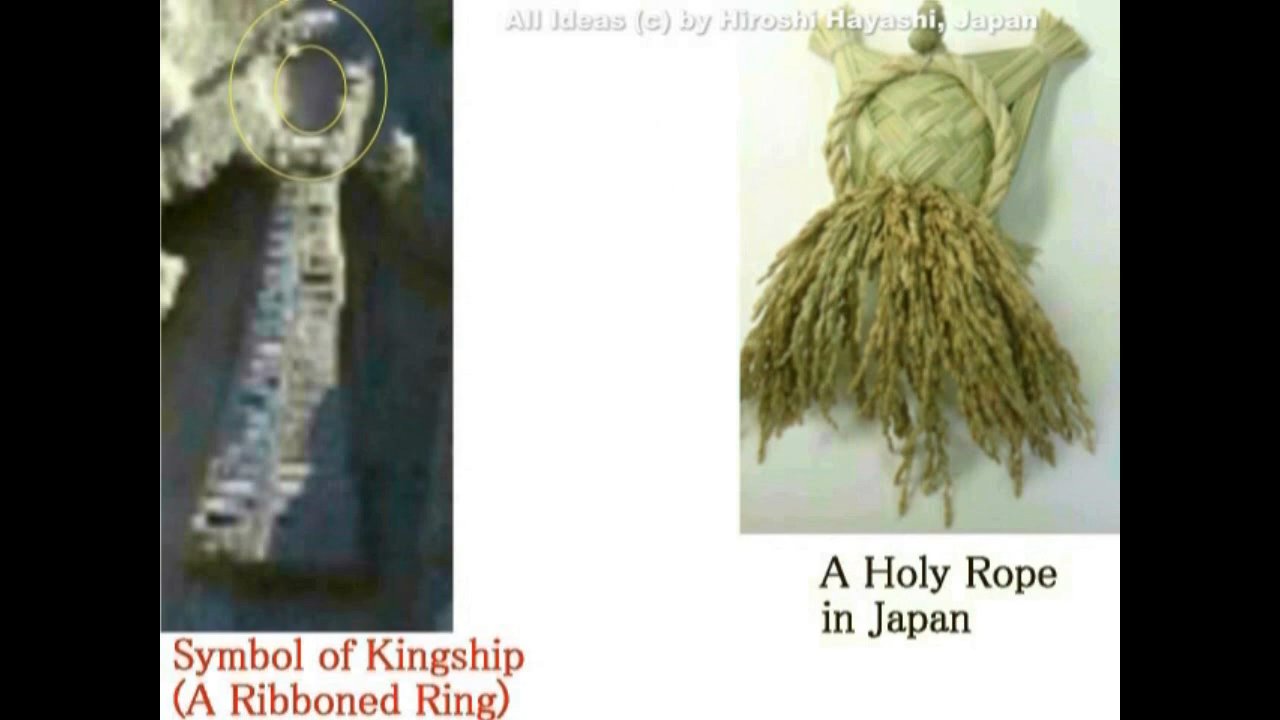 All Ideas (c) by Hiroshi Hayashi, Japan
A Holy Rope
in Japan
Symbol of Kingship
(A Ribboned Ring)